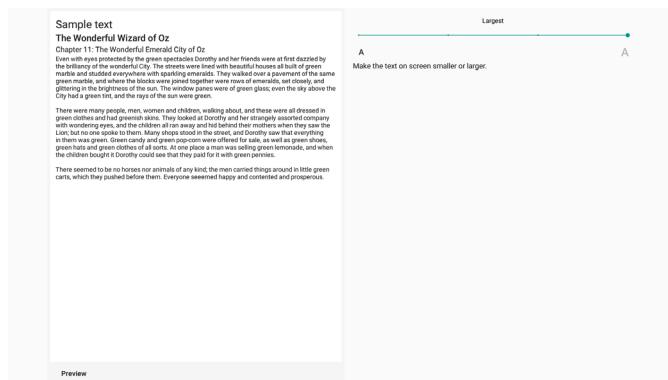 Sample text
The Wonderful Wizard of Oz
Chapter 11: The Wonderful Emerald City of Oz
Even with eyes protected by the green spectacles Dorothy and her friends were at first dazzled by
the brilliancy of the wonderful City. The streets were lined with beautiful houses all built of green
marble and studded everywhere with sparkling emeralds. They walked over a pavement of the same
green marble, and where the blocks were joined together were rows of emeralds, set closely, and
glittering in the brightness of the sun. The window panes were of green glass; even the sky above the
City had a green tint, and the rays of the sun were green.
There were many people, men, women and children, walking about, and these were all dressed in
green clothes and had greenish skins. They looked at Dorothy and her strangely assorted company
with wondering eyes, and the children all ran away and hid behind their mothers when they saw the
Lion; but no one spoke to them. Many shops stood in the street, and Dorothy saw that everything
in them was green. Green candy and green pop-corn were offered for sale, as well as green shoes,
green hats and green clothes of all sorts. At one place a man was selling green lemonade, and when
the children bought it Dorothy could see that they paid for it with green pennies.
There seemed to be no horses nor animals of any kind; the men carried things around in little green
carts, which they pushed before them. Everyone seeemed happy and contented and prosperous.
Preview
Largest
A A
Make the text on screen smaller or larger.